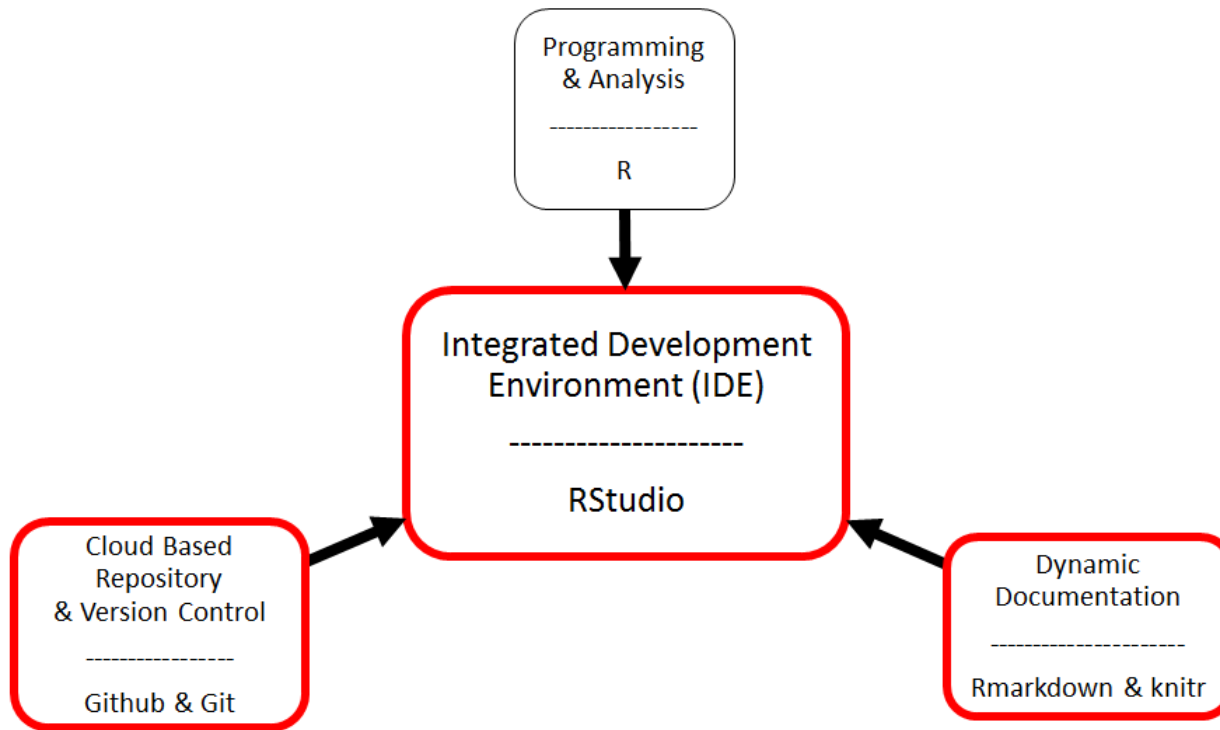 Programming
& Analysis
-----------------
R
Integrated Development
Environment (IDE)
---------------------
RStudio
Cloud Based
Repository
& Version Control
-----------------
Github & Git
Dynamic
Documentation
----------------------
Rmarkdown & knitr